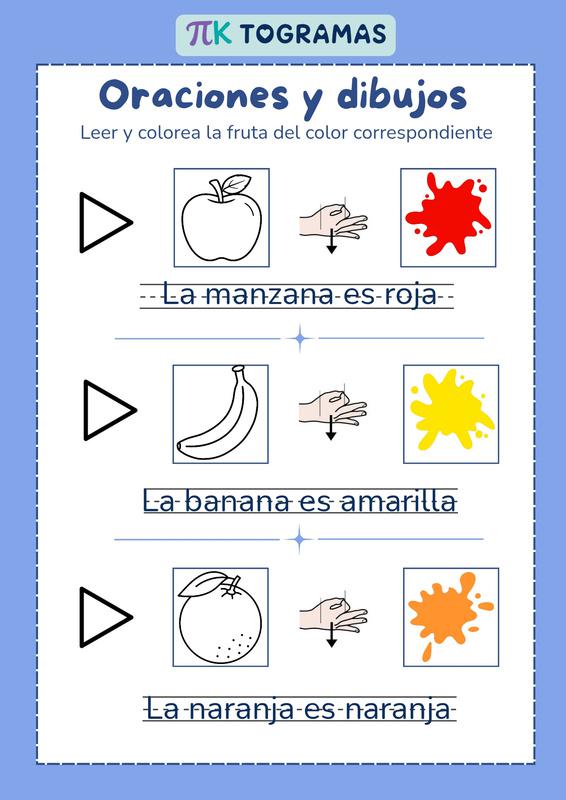 πK TOGRAMAS
Oraciones y dibujos
Leer y colorea la fruta del color correspondiente
La manzana es roja
La banana es amarilla
La naranja es naranja